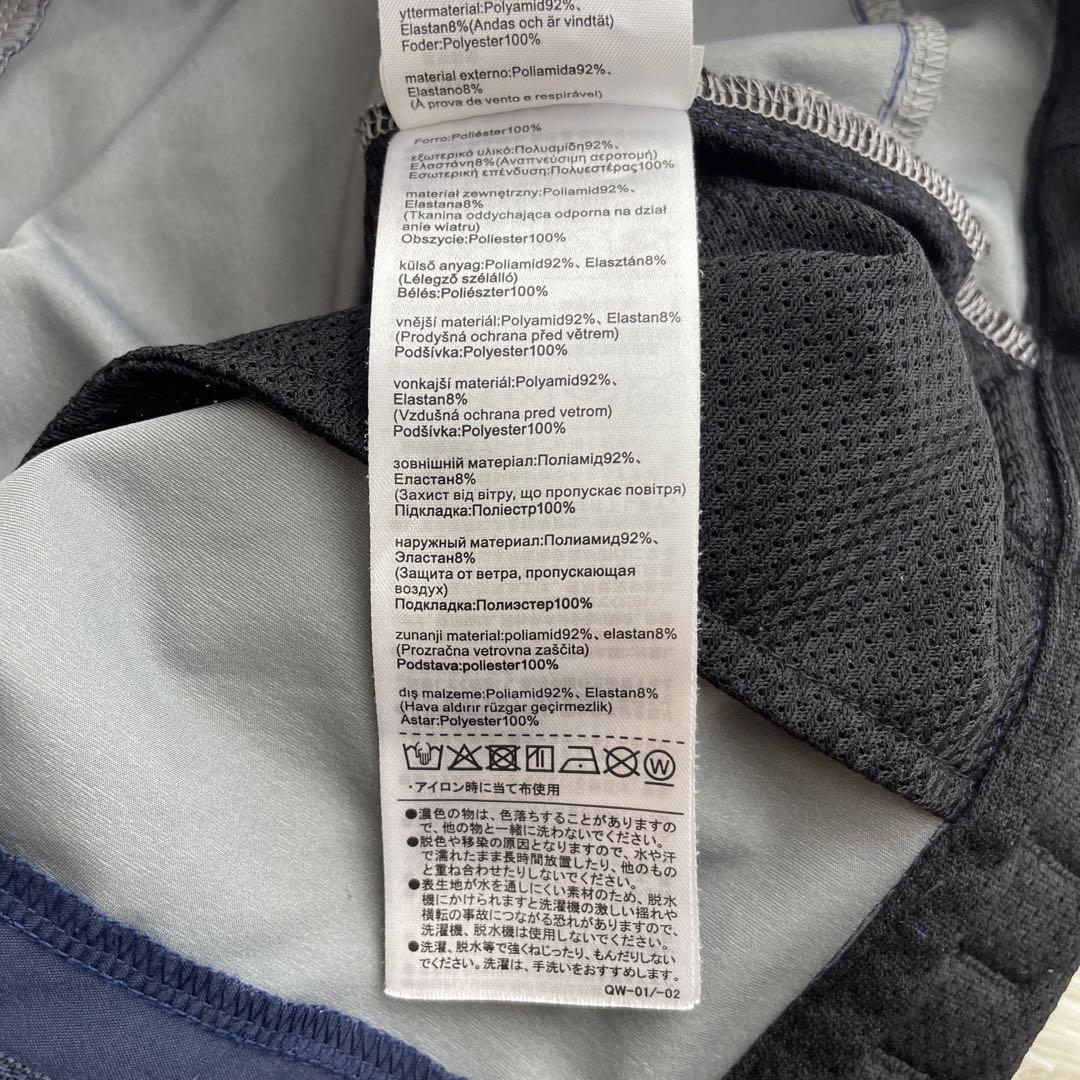 yttermaterial:Polyamid92%、
Elastan8%(Andas och är vindtät)
Foder:Polyester100%
material externo:Poliamida92%、
Elastano8%
(À prova de vento e respirável)
Forro:Poliéster100%
εξωτερικό υλικό:Πολυαμίδη92%、
Ελαστάνη8%(Αναπνεύσιμη αεροτομή)
Εσωτερική επένδυση:Πολυεστέρας100%
materiał zewnętrzny:Poliamid92%、
Elastana8%
(Tkanina oddychająca odporna na dział
anie wiatru)
Obszycie:Poliester100%
külső anyag:Poliamid92%、Elasztán8%
(Lélegző szélálló)
Bélés:Poliészter100%
vnější materiál:Polyamid92%、Elastan8%
(Prodyšná ochrana před větrem)
Podšívka:Polyester100%
vonkajší materiál:Polyamid92%、
Elastan8%
(Vzdušná ochrana pred vetrom)
Podšívka:Polyester100%
зовнішній матеріал:Поліамід92%、
Еластан8%
(Захист від вітру, що пропускає повітря)
Підкладка:Поліестр100%
наружный материал:Полиамид92%、
Эластан8%
(Защита от ветра, пропускающая
воздух)
Подкладка:Полиэстер100%
zunanji material:poliamid92%、elastan8%
(Prozračna vetrovna zaščita)
Podstava:poliester100%
dış malzeme:Poliamid92%、Elastan8%
(Hava aldırır rüzgar geçirmezlik)
Astar:Polyester100%
W
・アイロン時に当て布使用
●濃色の物は、色落ちすることがありますの
で、他の物と一緒に洗わないでください。
●脱色や移染の原因となりますので、水や汗
で濡れたまま長時間放置したり、他のもの
と重ね合わせたりしないでください。
●表生地が水を通しにくい素材のため、脱水
機にかけられますと洗濯機の激しい揺れや
横転の事故につながる恐れがありますので、
洗濯機、脱水機は使用しないでください。
●洗濯、脱水等で強くねじったり、もんだりしない
でください。洗濯は、手洗いをおすすめします。
QW-01/-02